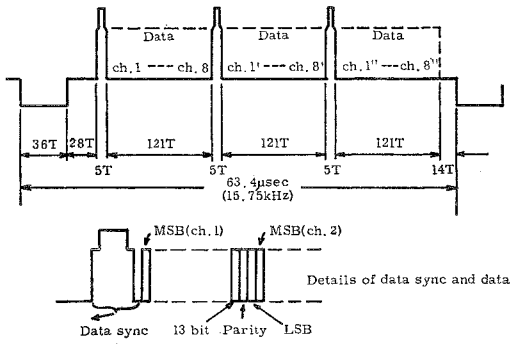 Data Data Data
ch.1 ---- ch. 8 ch.1' ---- ch.8' ch.1'' ---ch.8''
36T 28T 121T 121T 121T
5T 5T 5T 14T
63.4μsec
(15.75kHz)
MSB(ch.1) MSB(ch.2)
Details of data sync and data
Data sync 13 bit Parity LSB